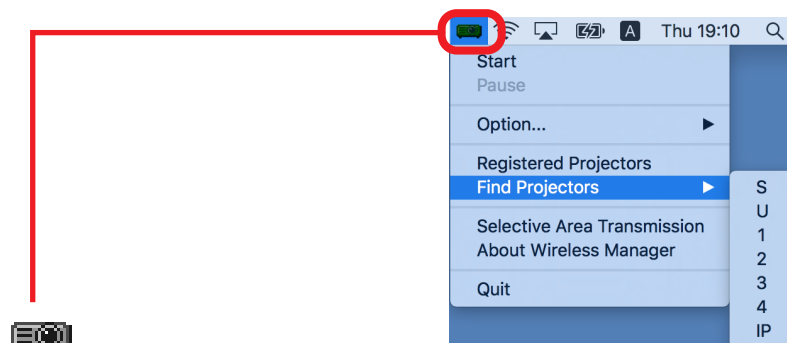 A Thu 19:10
Start
Pause
Option...
Registered Projectors
Find Projectors
Selective Area Transmission
About Wireless Manager
Quit
S
U
1
2
3
4
IP